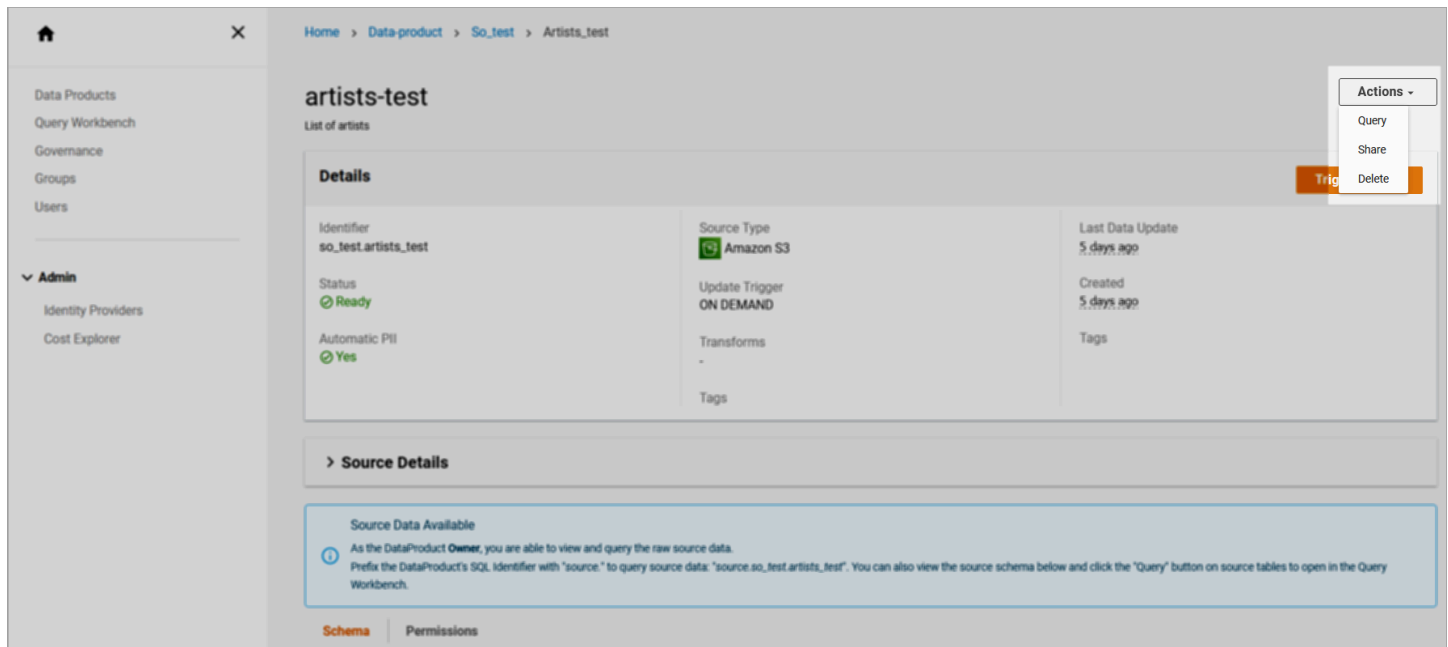 Home > Data-product > So_test > Artists_test
Data Products
Query Workbench
Governance
Groups
Users
Admin
Identity Providers
Cost Explorer
artists-test
List of artists
Actions
Query
Share
Delete
Details
Trig
Identifier
so_test.artists_test
Status
Ready
Automatic PII
Yes
Source Type
Amazon S3
Update Trigger
ON DEMAND
Transforms
-
Tags
Last Data Update
5 days ago
Created
5 days ago
Tags
Source Details
Source Data Available
As the DataProduct Owner, you are able to view and query the raw source data.
Prefix the DataProduct's SQL Identifier with "source." to query source data: "source.so_test.artists_test". You can also view the source schema below and click the "Query" button on source tables to open in the Query
Workbench.
Schema
Permissions